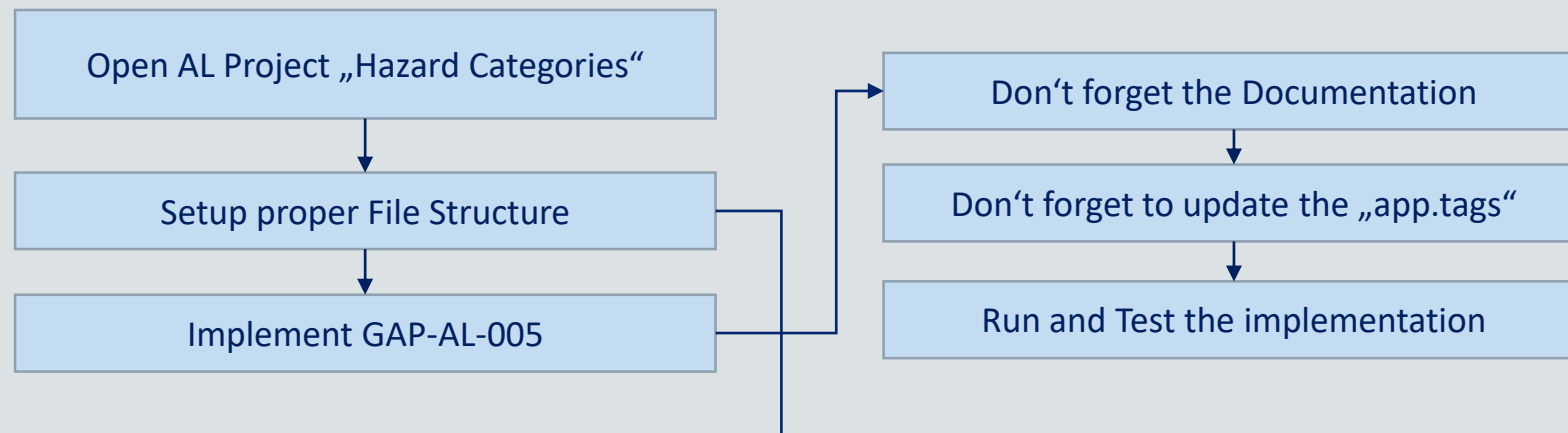 Open AL Project „Hazard Categories“
Setup proper File Structure
Implement GAP-AL-005
Don‘t forget the Documentation
Don‘t forget to update the „app.tags“
Run and Test the implementation